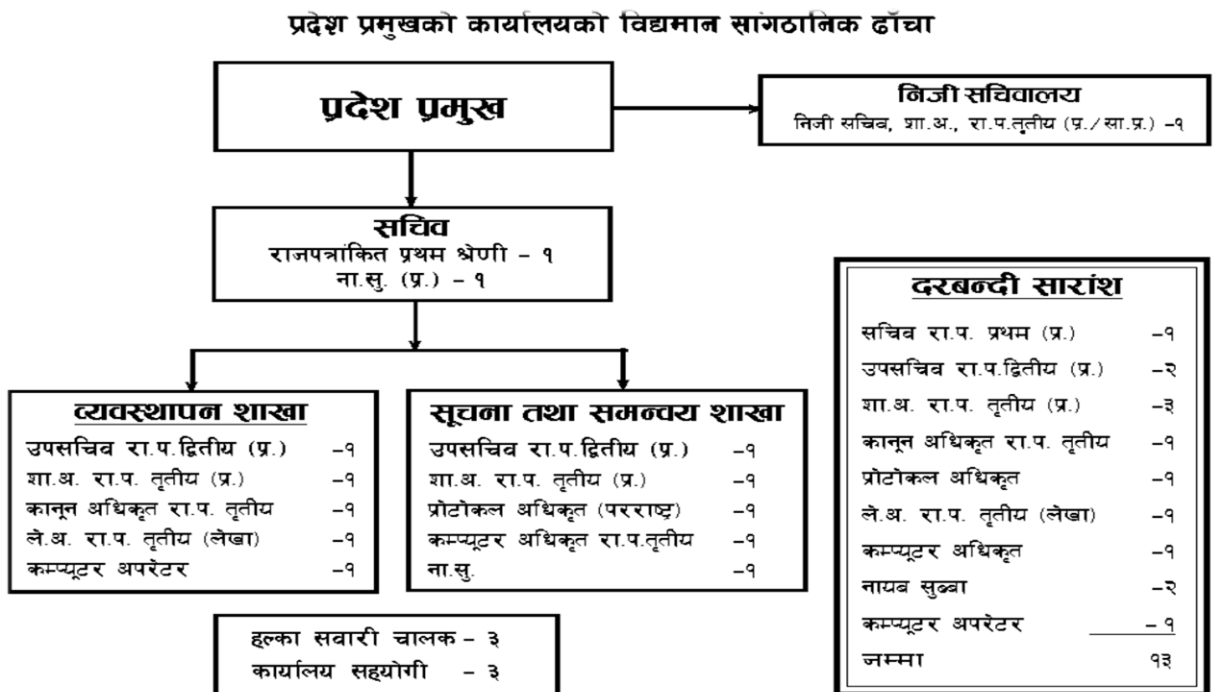 प्रदेश प्रमुखको कार्यालयको विद्यमान सांगठानिक ढाँचा
प्रदेश प्रमुख
निजी सचिवालय
निजी सचिव, शा.अ., रा.प.तृतीय (प्र./सा.प्र.) -१
सचिव
राजपत्रांकित प्रथम श्रेणी - १
ना.सु. (प्र.) - १
व्यवस्थापन शाखा
उपसचिव रा.प.द्वितीय (प्र.) -१
शा.अ. रा.प. तृतीय (प्र.) -१
कानून अधिकृत रा.प. तृतीय -१
ले.अ. रा.प. तृतीय (लेखा) -१
कम्प्यूटर अपरेटर -१
सूचना तथा समन्वय शाखा
उपसचिव रा.प.द्वितीय (प्र.) -१
शा.अ. रा.प. तृतीय (प्र.) -१
प्रोटोकल अधिकृत (परराष्ट्र) -१
कम्प्यूटर अधिकृत रा.प.तृतीय -१
ना.सु. -१
हल्का सवारी चालक - ३
कार्यालय सहयोगी - ३
दरबन्दी सारांश
सचिव रा.प. प्रथम (प्र.) -१
उपसचिव रा.प.द्वितीय (प्र.) -२
शा.अ. रा.प. तृतीय (प्र.) -३
कानून अधिकृत रा.प. तृतीय -१
प्रोटोकल अधिकृत -१
ले.अ. रा.प. तृतीय (लेखा) -१
कम्प्यूटर अधिकृत -१
नायब सुब्बा -२
कम्प्यूटर अपरेटर - १
जम्मा १३